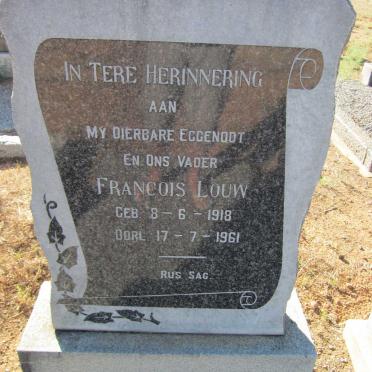 IN TERE HERINNERING
AAN
MY DIERBARE EGGENOOT
EN ONS VADER
FRANCOIS LOUW
GEB 8-6-1918
OORL 17-7-1961
RUS SAG